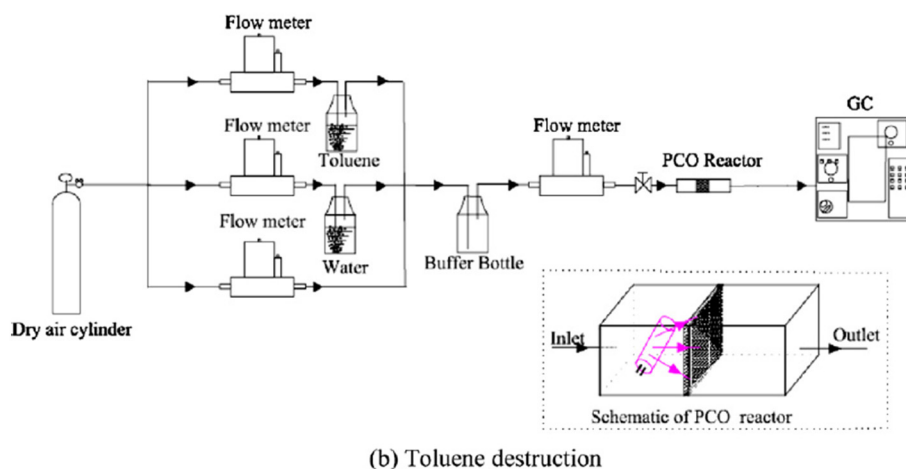 Flow meter
GC
Flow meter
Toluene
Flow meter
PCO Reactor
Flow meter
Water
Buffer Bottle
Dry air cylinder
Inlet
Outlet
Schematic of PCO reactor
(b) Toluene destruction